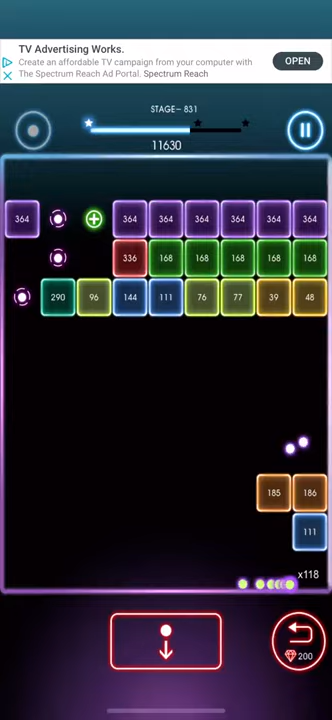 TV Advertising Works.
Create an affordable TV campaign from your computer with
The Spectrum Reach Ad Portal. Spectrum Reach
OPEN
STAGE- 831
11630
364 364 364 364 364 364 364
336 168 168 168 168 168
290 96 144 111 76 77 39 48
185 186
111
x118
200